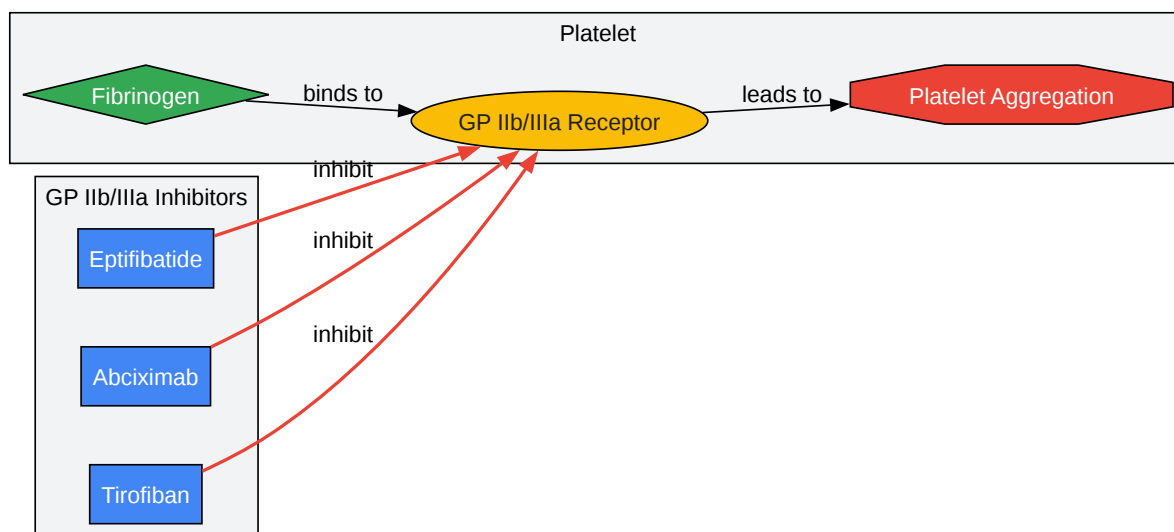 Platelet
Fibrinogen
binds to
GP IIb/IIIa Receptor
leads to
Platelet Aggregation
GP IIb/IIIa Inhibitors
Eptifibatide
inhibit
Abciximab
inhibit
Tirofiban
inhibit